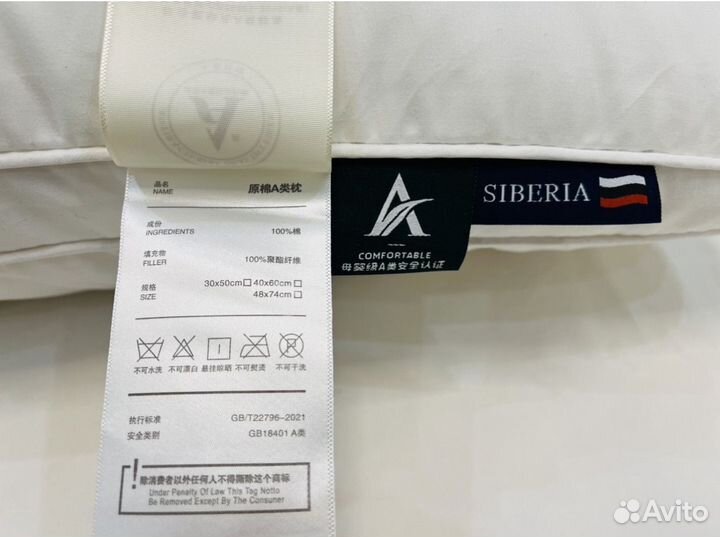 A
品名
NAME
原棉A类枕
成份
INGREDIENTS
100%棉
填充物
FILLER
100%聚酯纤维
规格
SIZE
30x50cm□ 40x60cm□
48x74cm□
不可水洗 不可漂白 悬挂晾晒 不可熨烫 不可干洗
执行标准
GB/T22796-2021
安全类别
GB18401 A类
!除消费者以外任何人不得撕除这个商标
Under Penalty Of Law This Tag Notto
Be Removed Except By The Consuner
COMFORTABLE
母婴级A类安全认证
SIBERIA
Avito